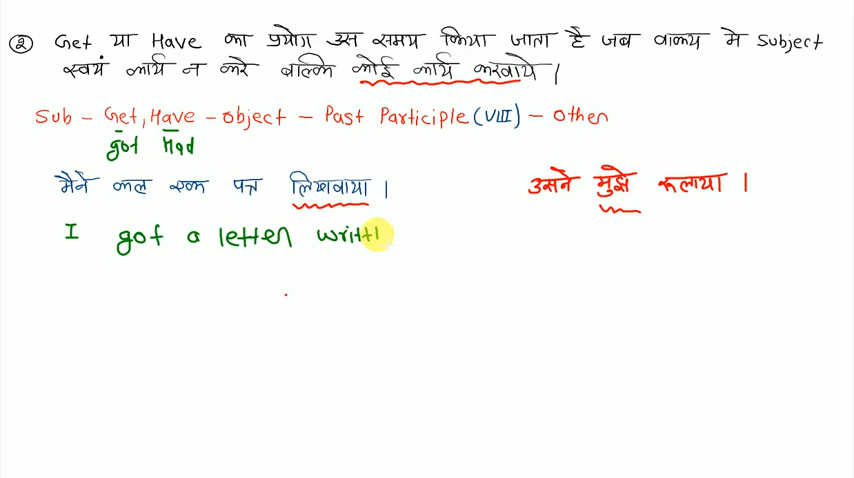 ② Get या Have का प्रयोग उस समय किया जाता है जब वाक्य मे Subject
स्वयं कार्य न करे बाल्कि कोई कार्य करवाये।
Sub - Get, Have - object - Past Participle (VIII) - Other
got Had
मैने कल एक पत्र लिखवाया। उसने मुझे रूलाया।
I got a letter writt